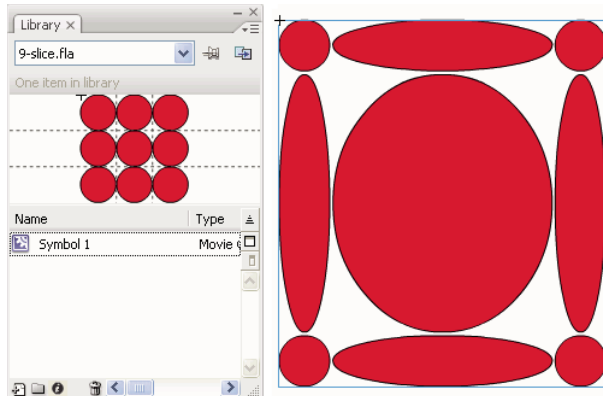 Library ×
9-slice.fla
One item in library
Name Type
Symbol 1 Movie